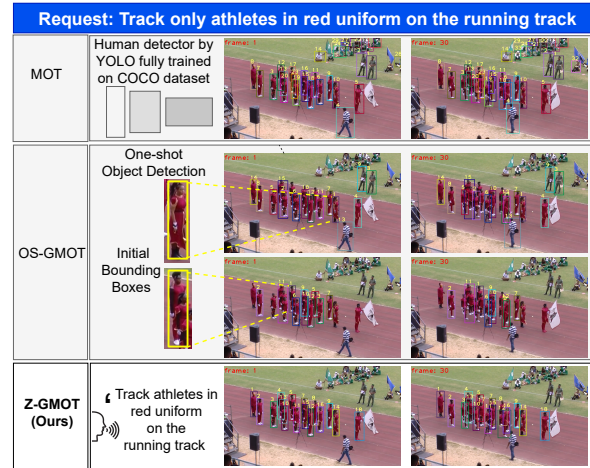 Request: Track only athletes in red uniform on the running track
MOT
Human detector by
YOLO fully trained
on COCO dataset
frame: 1
frame: 30
OS-GMOT
One-shot
Object Detection
Initial
Bounding
Boxes
frame: 1
frame: 30
frame: 1
frame: 30
Z-GMOT
(Ours)
Track athletes in
red uniform
on the
running track
frame: 1
frame: 30